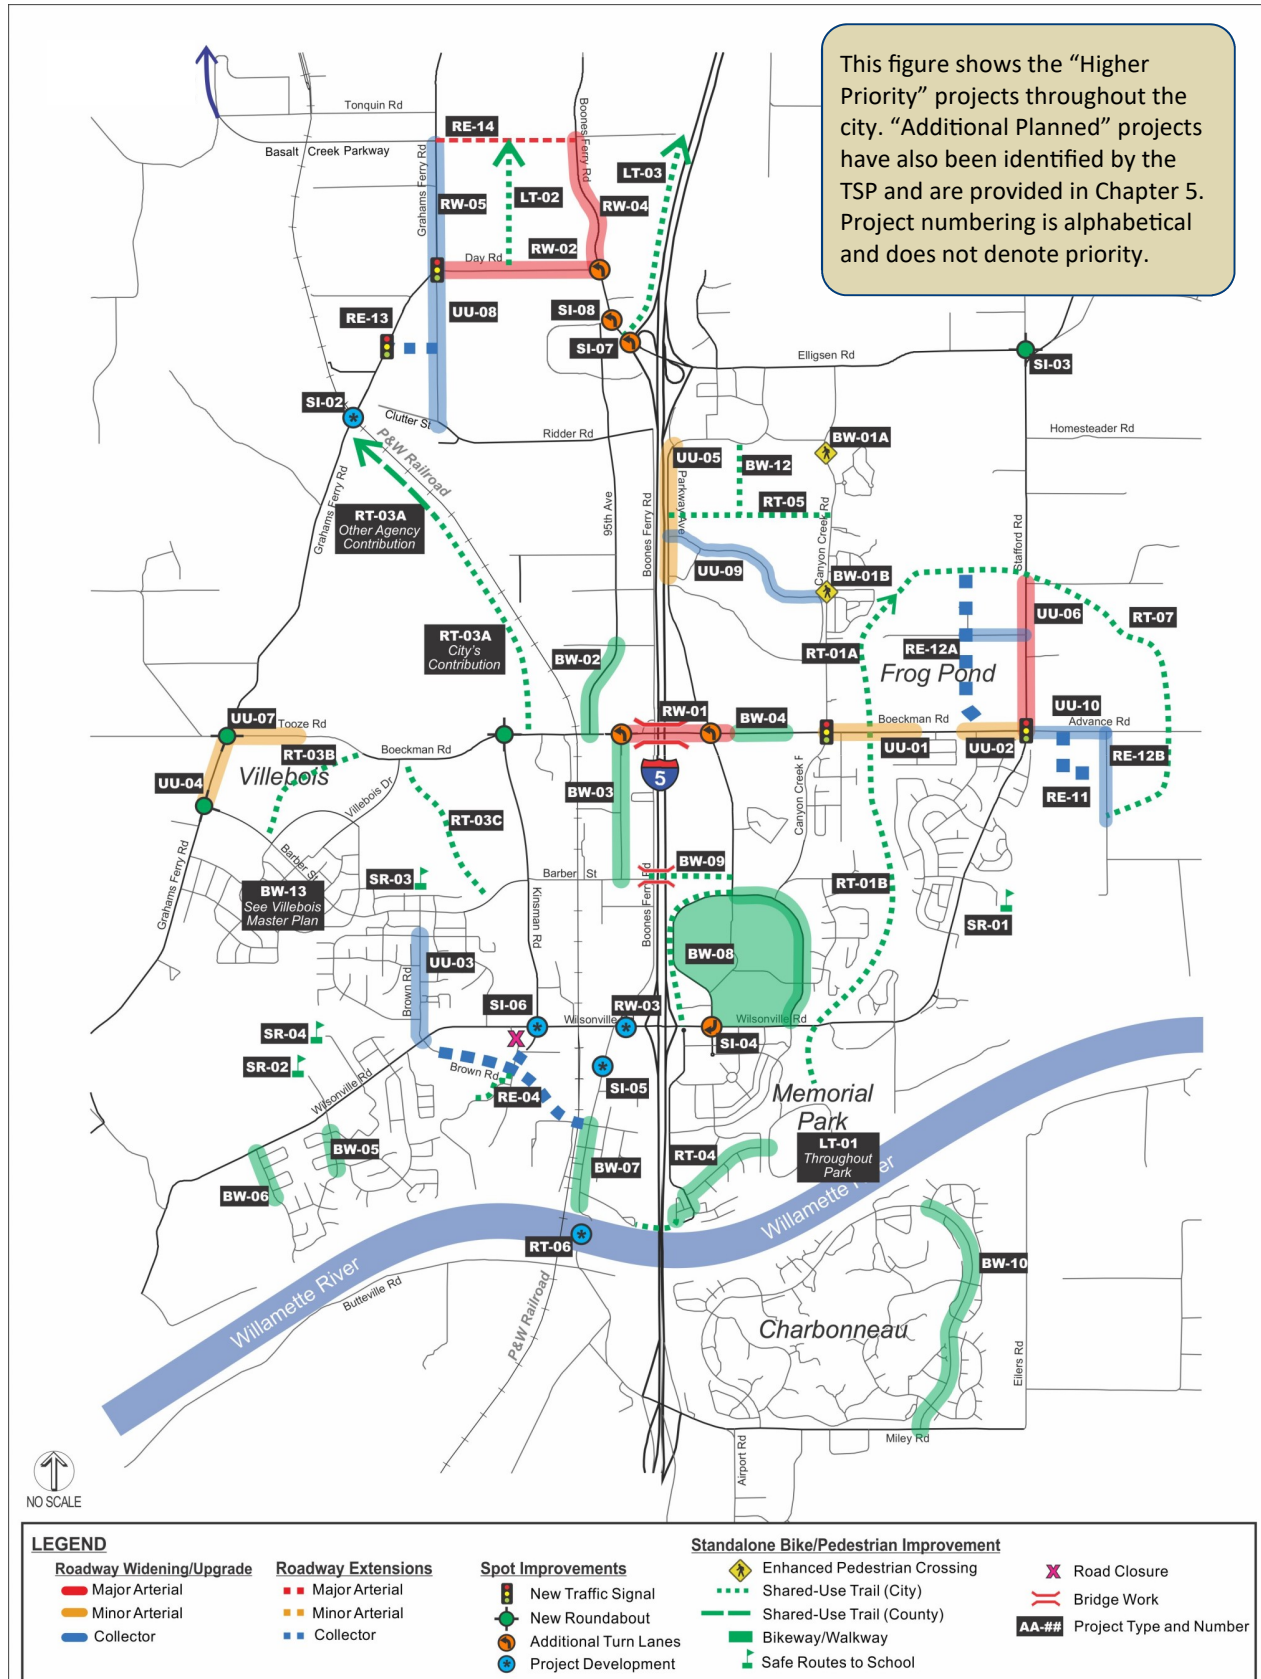 This figure shows the “Higher
Priority” projects throughout the
city. “Additional Planned” projects
have also been identified by the
TSP and are provided in Chapter 5.
Project numbering is alphabetical
and does not denote priority.
Tonquin Rd
Boones Ferry Rd
RE-14
Basalt Creek Parkway
Grahams Ferry Rd
LT-03
LT-02
RW-05
RW-04
RW-02
Day Rd
UU-08
SI-08
RE-13
SI-07
Elligsen Rd
SI-03
SI-02
Clutter St
Ridder Rd
Homesteader Rd
BW-01A
P&W Railroad
UU-05
BW-12
Parkway Ave
RT-05
Grahams Ferry Rd
RT-03A
Other Agency
Contribution
95th Ave
Boones Ferry Rd
Canyon Creek Rd
Stafford Rd
UU-09
BW-01B
UU-06
RT-07
RT-03A
City's
Contribution
BW-02
RT-01A
RE-12A
Frog Pond
RW-01
UU-07
Tooze Rd
BW-04
Boeckman Rd
UU-10
Advance Rd
RT-03B
Boeckman Rd
UU-01
UU-02
RE-12B
Villebois
UU-04
Villebois Dr
5
BW-03
RE-11
RT-03C
Canyon Creek R
Barber St
BW-09
SR-03
Barber St
RT-01B
BW-13
See Villebois
Master Plan
Grahams Ferry Rd
Kinsman Rd
Boones Ferry Rd
SR-01
BW-08
UU-03
Brown Rd
SI-06
RW-03
Wilsonville
Wilsonville Rd
SR-04
SI-04
SR-02
Brown Rd
SI-05
Wilsonville Rd
RE-04
Memorial
Park
LT-01
Throughout
Park
BW-05
RT-04
BW-07
BW-06
Willamette River
RT-06
BW-10
Willamette River
Butteville Rd
P&W Railroad
Charbonneau
Eilers Rd
Miley Rd
Airport Rd
NO SCALE
LEGEND
Roadway Widening/Upgrade
Major Arterial
Minor Arterial
Collector
Roadway Extensions
Major Arterial
Minor Arterial
Collector
Spot Improvements
New Traffic Signal
New Roundabout
Additional Turn Lanes
Project Development
Standalone Bike/Pedestrian Improvement
Enhanced Pedestrian Crossing
Shared-Use Trail (City)
Shared-Use Trail (County)
Bikeway/Walkway
Safe Routes to School
Road Closure
Bridge Work
AA-## Project Type and Number